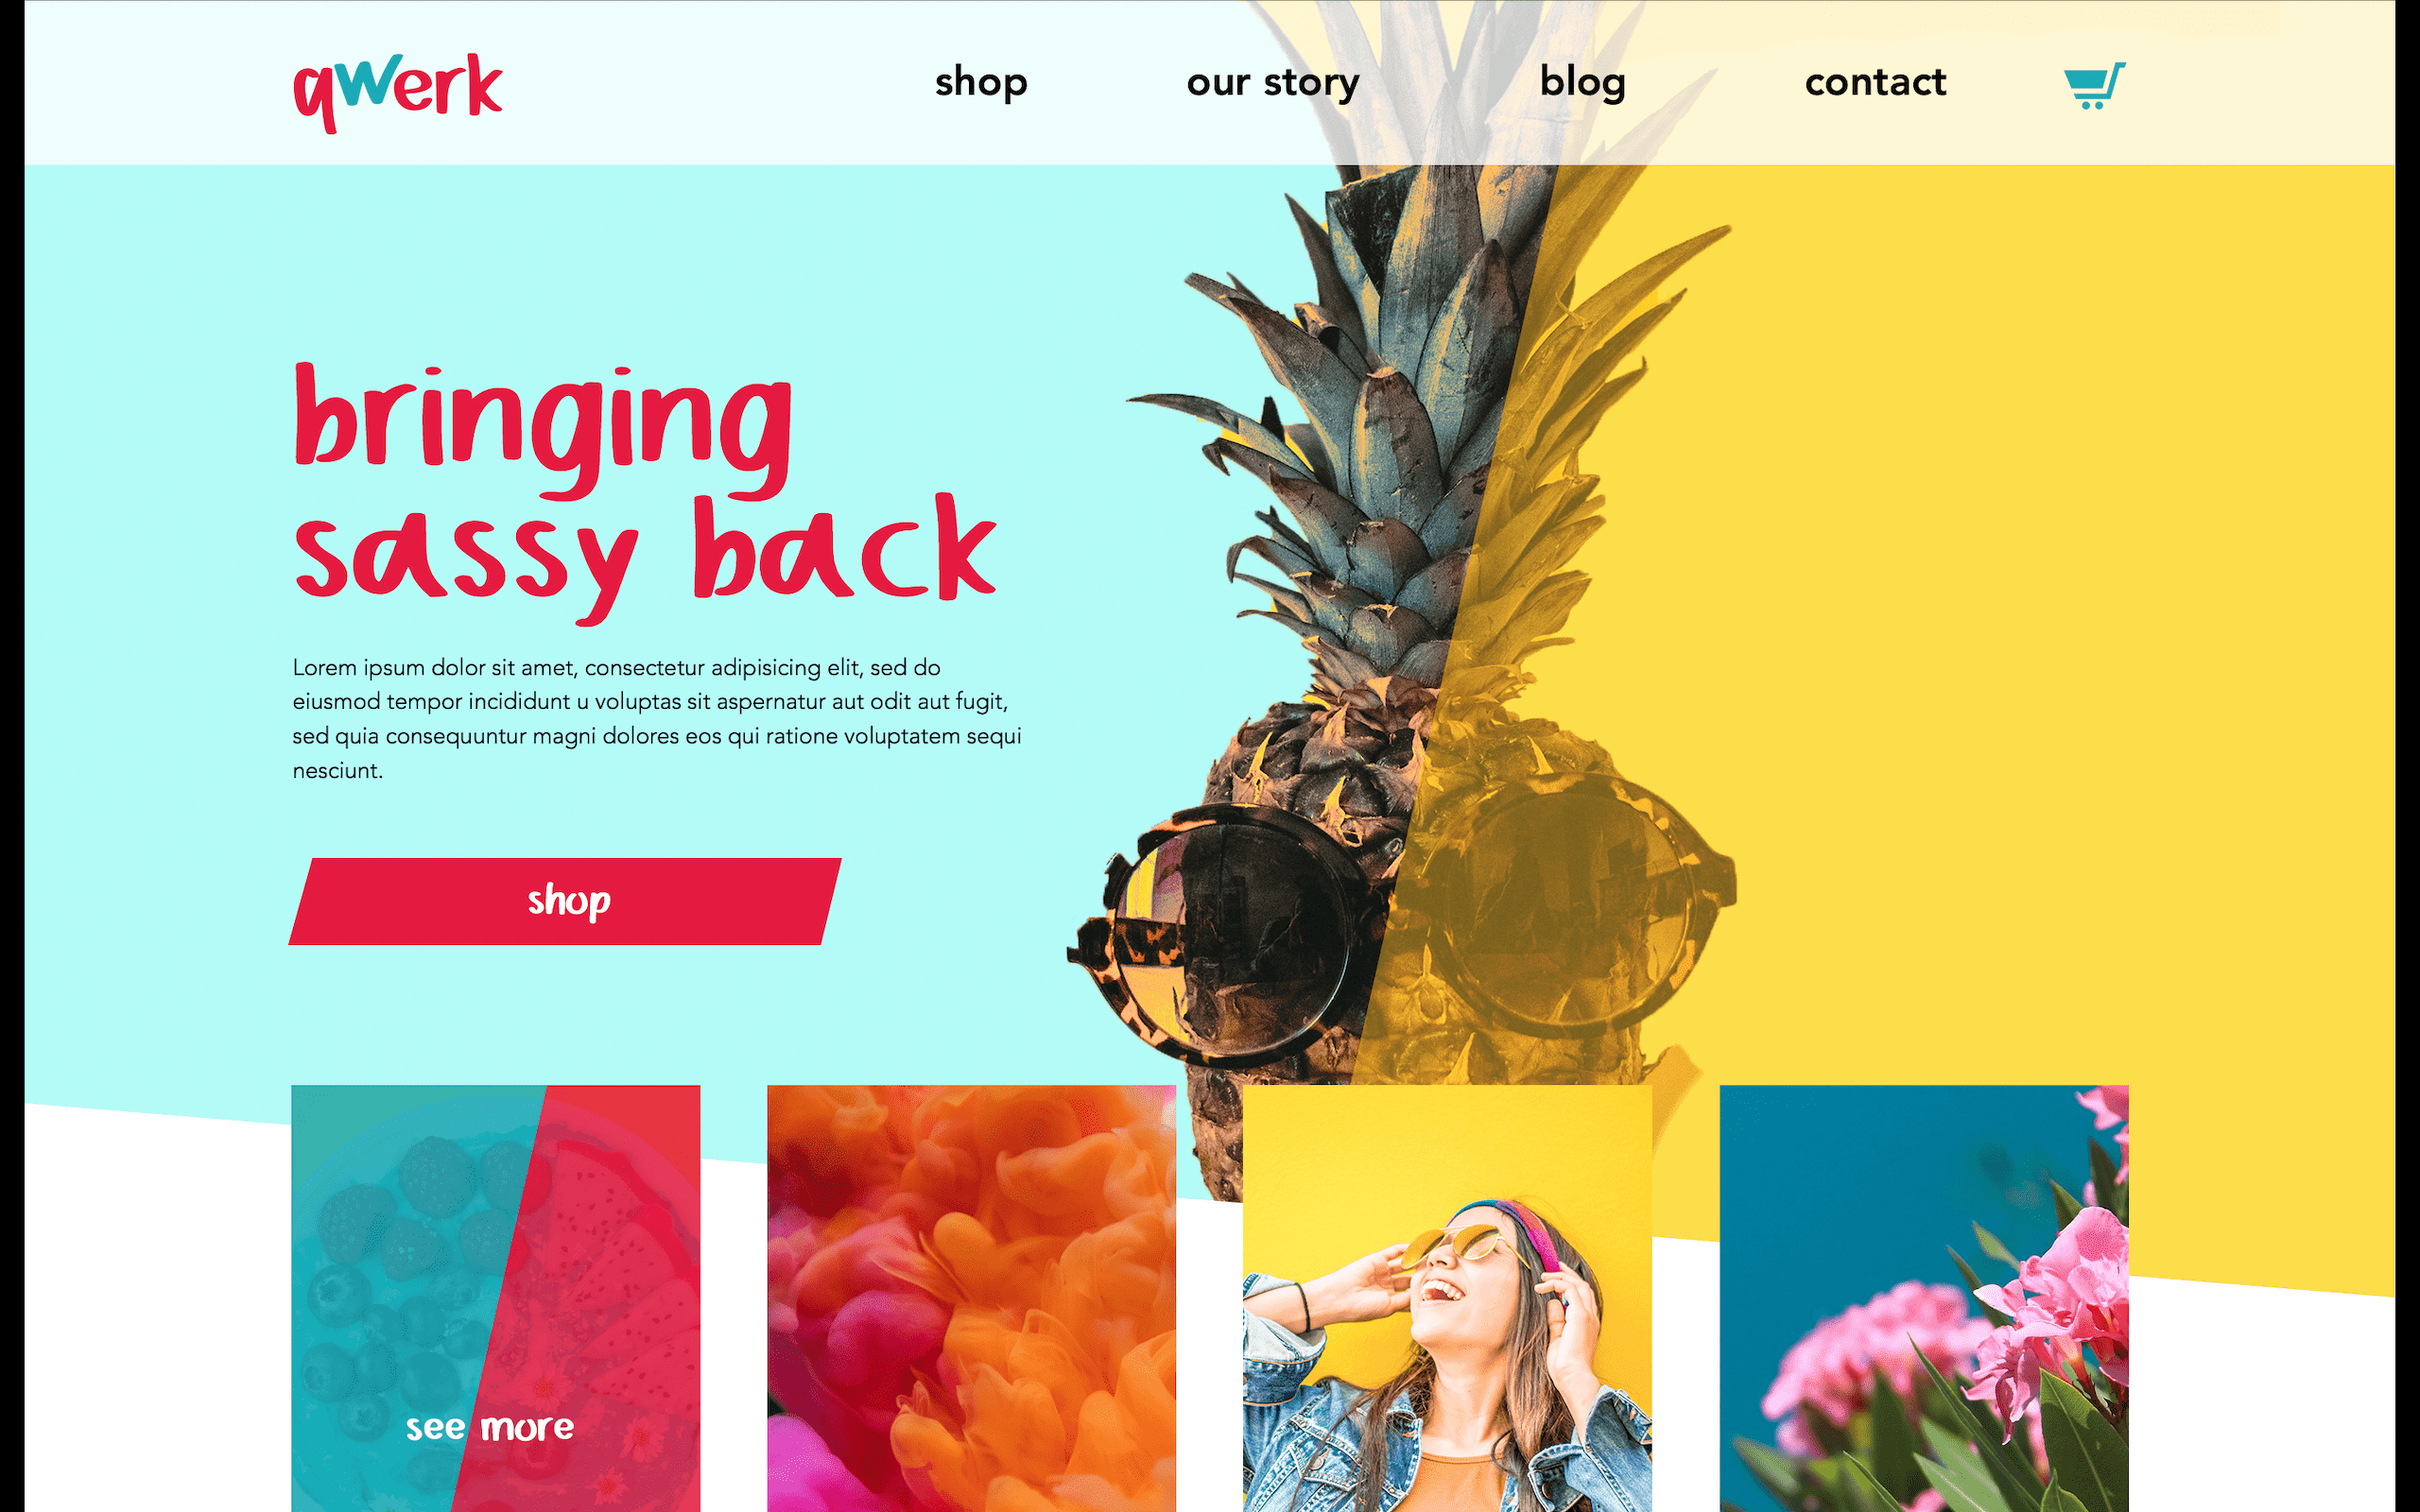 qwerk
shop
our story
blog
contact
bringing
sassy back
Lorem ipsum dolor sit amet, consectetur adipisicing elit, sed do
eiusmod tempor incididunt u voluptas sit aspernatur aut odit aut fugit,
sed quia consequuntur magni dolores eos qui ratione voluptatem sequi
nesciunt.
shop
see more